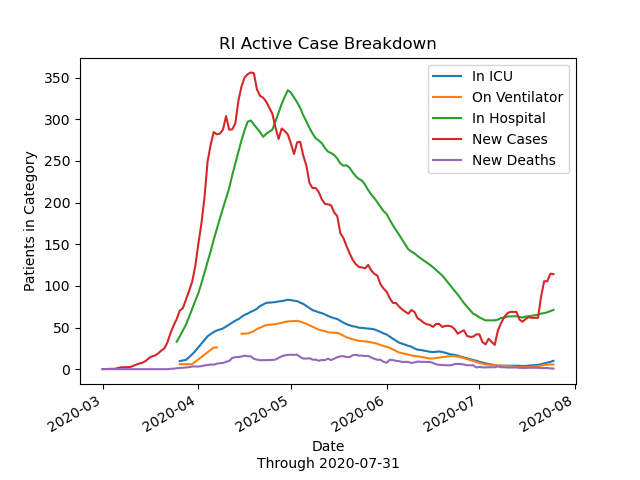 RI Active Case Breakdown
In ICU
On Ventilator
In Hospital
New Cases
New Deaths
Patients in Category
350
300
250
200
150
100
50
0
2020-03
2020-04
2020-05
2020-06
2020-07
2020-08
Date
Through 2020-07-31